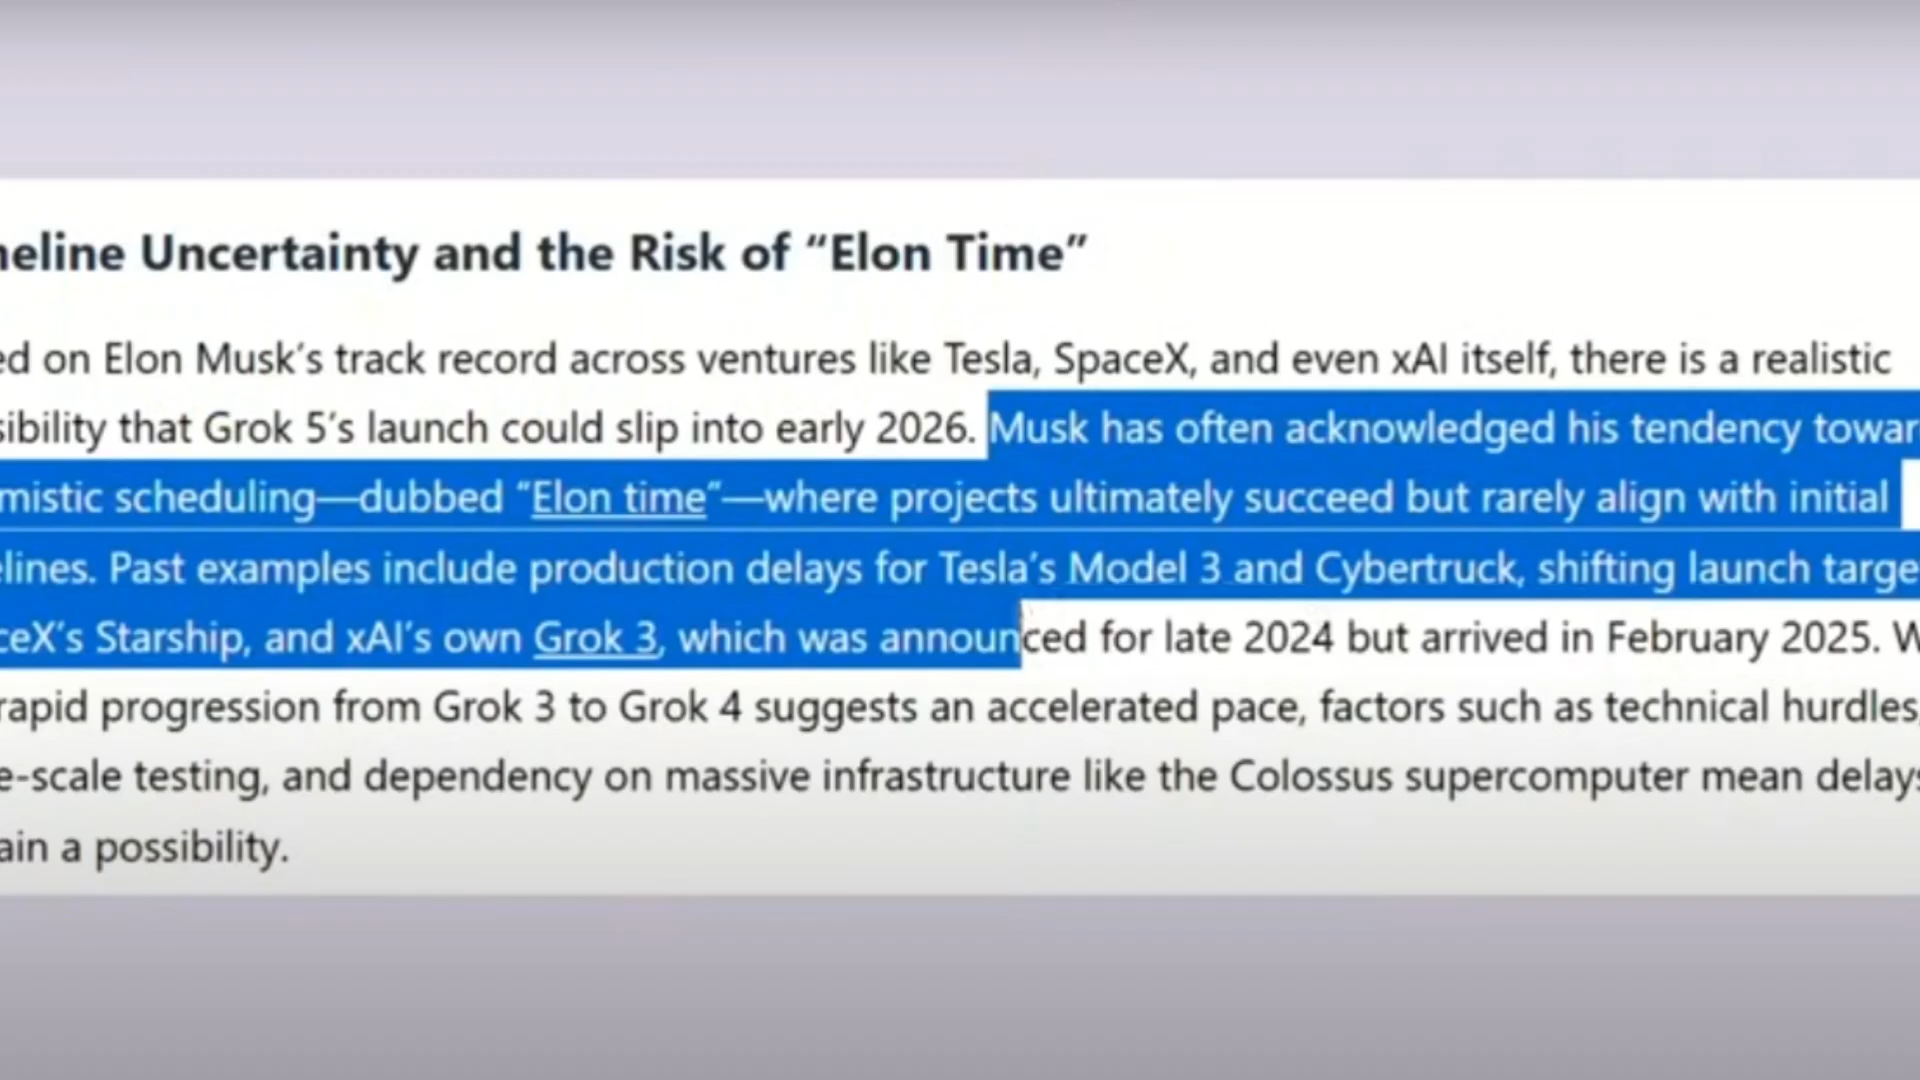 neline Uncertainty and the Risk of “Elon Time”
ed on Elon Musk’s track record across ventures like Tesla, SpaceX, and even xAI itself, there is a realistic
sibility that Grok 5’s launch could slip into early 2026. Musk has often acknowledged his tendency towar
mistic scheduling—dubbed “Elon time”—where projects ultimately succeed but rarely align with initial
elines. Past examples include production delays for Tesla’s Model 3 and Cybertruck, shifting launch targe
ceX’s Starship, and xAI’s own Grok 3, which was announced for late 2024 but arrived in February 2025. W
rapid progression from Grok 3 to Grok 4 suggests an accelerated pace, factors such as technical hurdles,
e-scale testing, and dependency on massive infrastructure like the Colossus supercomputer mean delays
ain a possibility.